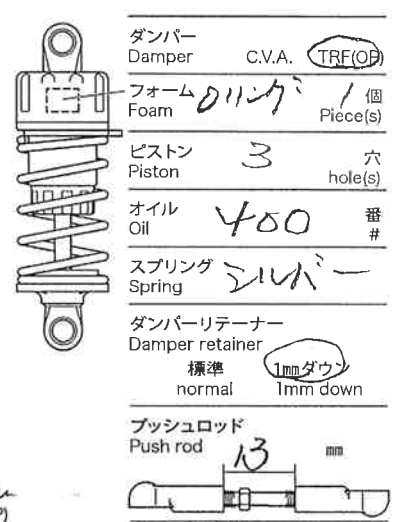 ダンパー
Damper C.V.A. TRF(OP)
フォーム Oリング 1 個
Foam Piece(s)
ピストン 3 穴
Piston hole(s)
オイル 400 番
Oil #
スプリング シルバー
Spring
ダンパーリテーナー
Damper retainer
標準 1mmダウン
normal 1mm down
プッシュロッド
Push rod 13 mm